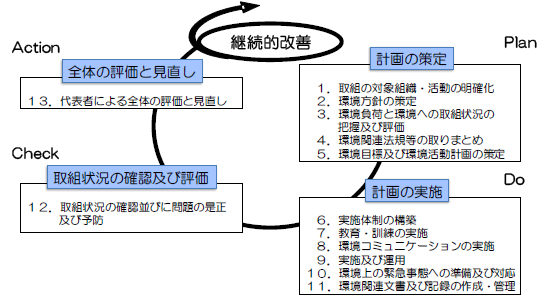 継続的改善
Action
全体の評価と見直し
13．代表者による全体の評価と見直し
Plan
計画の策定
1．取組の対象組織・活動の明確化
2．環境方針の策定
3．環境負荷と環境への取組状況の
把握及び評価
4．環境関連法規等の取りまとめ
5．環境目標及び環境活動計画の策定
Check
取組状況の確認及び評価
12．取組状況の確認並びに問題の是正
及び予防
Do
計画の実施
6．実施体制の構築
7．教育・訓練の実施
8．環境コミュニケーションの実施
9．実施及び運用
10．環境上の緊急事態への準備及び対応
11．環境関連文書及び記録の作成・管理